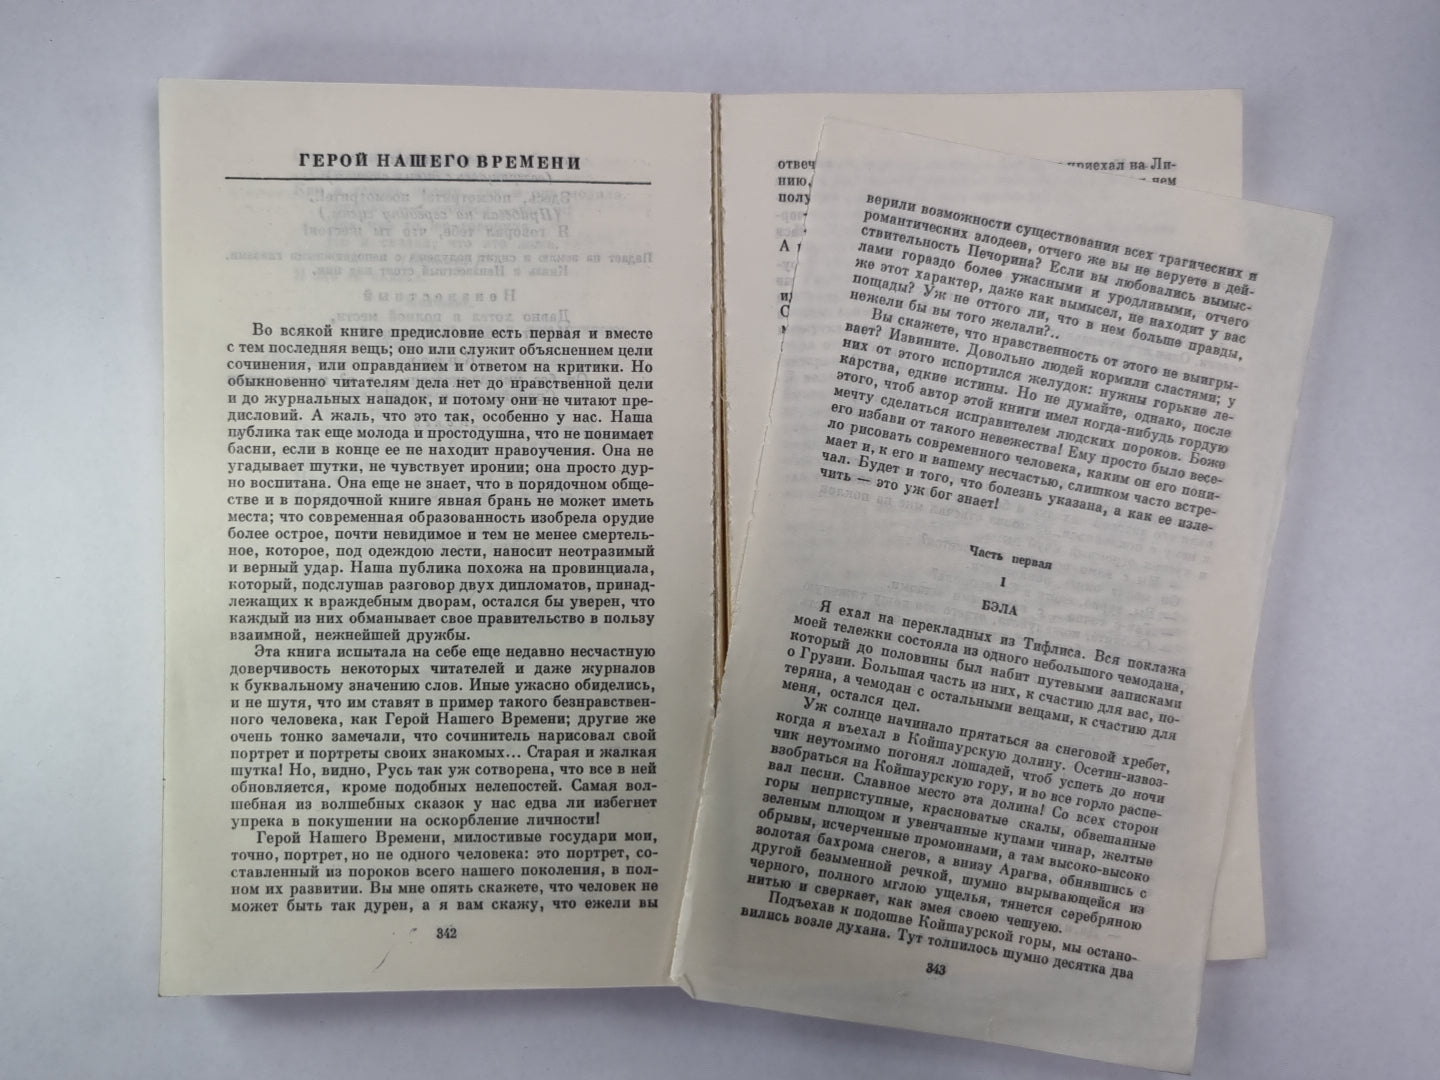 ГЕРОЙ НАШЕГО ВРЕМЕНИ
Во всякой книге предисловие есть первая и вместе
с тем последняя вещь; оно или служит объяснением цели
сочинения, или оправданием и ответом на критики. Но
обыкновенно читателям дела нет до нравственной цели
и до журнальных нападок, и потому они не читают пре-
дисловий. А жаль, что это так, особенно у нас. Наша
публика так еще молода и простодушна, что не понимает
басни, если в конце ее не находит нравоучения. Она не
угадывает шутки, не чувствует иронии; она просто дур-
но воспитана. Она еще не знает, что в порядочном обще-
стве и в порядочной книге явная брань не может иметь
места; что современная образованность изобрела орудие
более острое, почти невидимое и тем не менее смертель-
ное, которое, под одеждою лести, наносит неотразимый
и верный удар. Наша публика похожа на провинциала,
который, подслушав разговор двух дипломатов, принад-
лежащих к враждебным дворам, остался бы уверен, что
каждый из них обманывает свое правительство в пользу
взаимной, нежнейшей дружбы.
Эта книга испытала на себе еще недавно несчастную
доверчивость некоторых читателей и даже журналов
к буквальному значению слов. Иные ужасно обиделись,
и не шутя, что им ставят в пример такого безнравствен-
ного человека, как Герой Нашего Времени; другие же
очень тонко замечали, что сочинитель нарисовал свой
портрет и портреты своих знакомых... Старая и жалкая
шутка! Но, видно, Русь так уж сотворена, что все в ней
обновляется, кроме подобных нелепостей. Самая вол-
шебная из волшебных сказок у нас едва ли избегнет
упрека в покушении на оскорбление личности!
Герой Нашего Времени, милостивые государи мои,
точно, портрет, но не одного человека: это портрет, со-
ставленный из пороков всего нашего поколения, в пол-
ном их развитии. Вы мне опять скажете, что человек не
может быть так дурен, а я вам скажу, что ежели вы
342
верили возможности существования всех трагических и
романтических злодеев, отчего же вы не веруете в дей-
ствительность Печорина? Если вы любовались вымыс-
лами гораздо более ужасными и уродливыми, отчего
же этот характер, даже как вымысел, не находит у вас
пощады? Уж не оттого ли, что в нем больше правды,
нежели бы вы того желали?..
Вы скажете, что нравственность от этого не выигры-
вает? Извините. Довольно людей кормили сластями; у
них от этого испортился желудок: нужны горькие ле-
карства, едкие истины. Но не думайте, однако, после
этого, чтоб автор этой книги имел когда-нибудь гордую
мечту сделаться исправителем людских пороков. Боже
его избави от такого невежества! Ему просто было весе-
ло рисовать современного человека, каким он его пони-
мает и, к его и вашему несчастью, слишком часто встре-
чал. Будет и того, что болезнь указана, а как ее изле-
чить — это уж бог знает!
Часть первая
I
БЭЛА
Я ехал на перекладных из Тифлиса. Вся поклажа
моей тележки состояла из одного небольшого чемодана,
который до половины был набит путевыми записками
о Грузии. Большая часть из них, к счастию для вас, по-
теряна, а чемодан с остальными вещами, к счастию для
меня, остался цел.
Уж солнце начинало прятаться за снеговой хребет,
когда я въехал в Койшаурскую долину. Осетин-извоз-
чик неутомимо погонял лошадей, чтоб успеть до ночи
взобраться на Койшаурскую гору, и во все горло распе-
вал песни. Славное место эта долина! Со всех сторон
горы неприступные, красноватые скалы, обвешанные
зеленым плющом и увенчанные купами чинар, желтые
обрывы, исчерченные промоинами, а там высоко-высоко
золотая бахрома снегов, а внизу Арагва, обнявшись с
другой безыменной речкой, шумно вырывающейся из
черного, полного мглою ущелья, тянется серебряною
нитью и сверкает, как змея своею чешуею.
Подъехав к подошве Койшаурской горы, мы остано-
вились возле духана. Тут толпилось шумно десятка два
343
приехал на Ли-
нию,